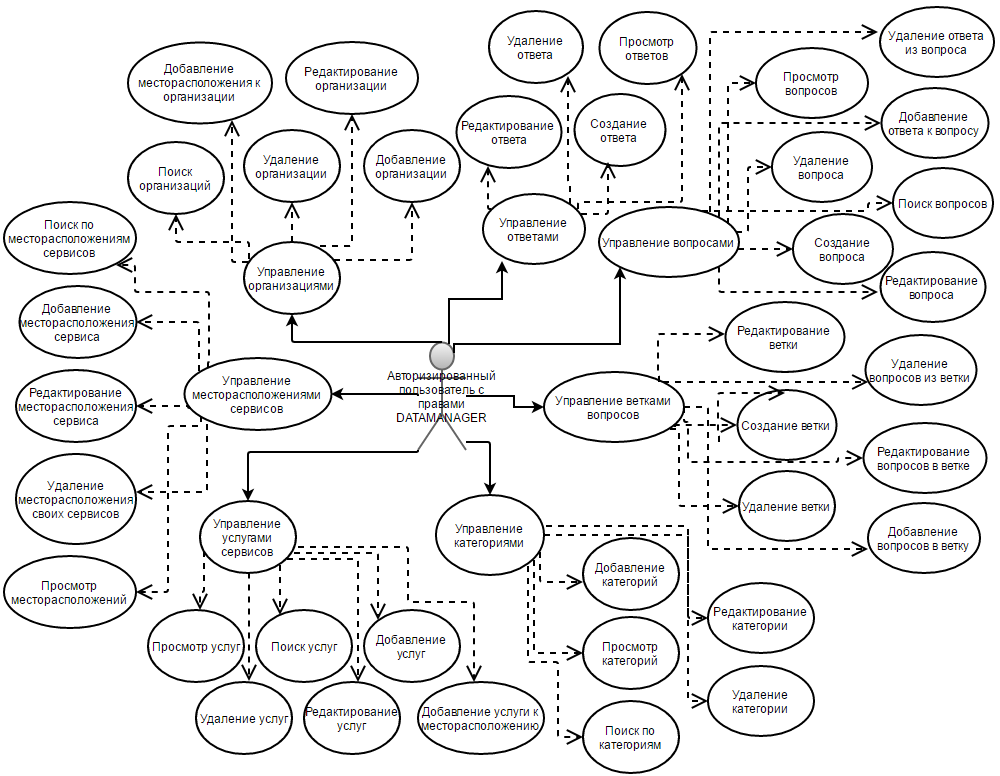 Удаление ответа
из вопроса
Просмотр
вопросов
Добавление
ответа к вопросу
Удаление
вопроса
Поиск вопросов
Создание
вопроса
Редактирование
вопроса
Управление вопросами
Удаление
ответа
Просмотр
ответов
Редактирование
ответа
Создание
ответа
Управление
ответами
Добавление
месторасположения к
организации
Редактирование
организации
Поиск
организаций
Удаление
организации
Добавление
организации
Управление
организациями
Поиск по
месторасположениям
сервисов
Добавление
месторасположения
сервиса
Редактирование
месторасположения
сервиса
Удаление
месторасположения
своих сервисов
Просмотр
месторасположений
Управление
месторасположениями
сервисов
Авторизированный
пользователь с
правами
DATAMANAGER
Управление ветками
вопросов
Редактирование
ветки
Удаление
вопросов из ветки
Создание ветки
Редактирование
вопросов в ветке
Удаление ветки
Добавление
вопросов в ветку
Управление
услугами
сервисов
Просмотр услуг
Поиск услуг
Добавление
услуг
Удаление услуг
Редактирование
услуг
Добавление услуги к
месторасположению
Управление
категориями
Добавление
категорий
Редактирование
категории
Просмотр
категорий
Удаление
категории
Поиск по
категориям